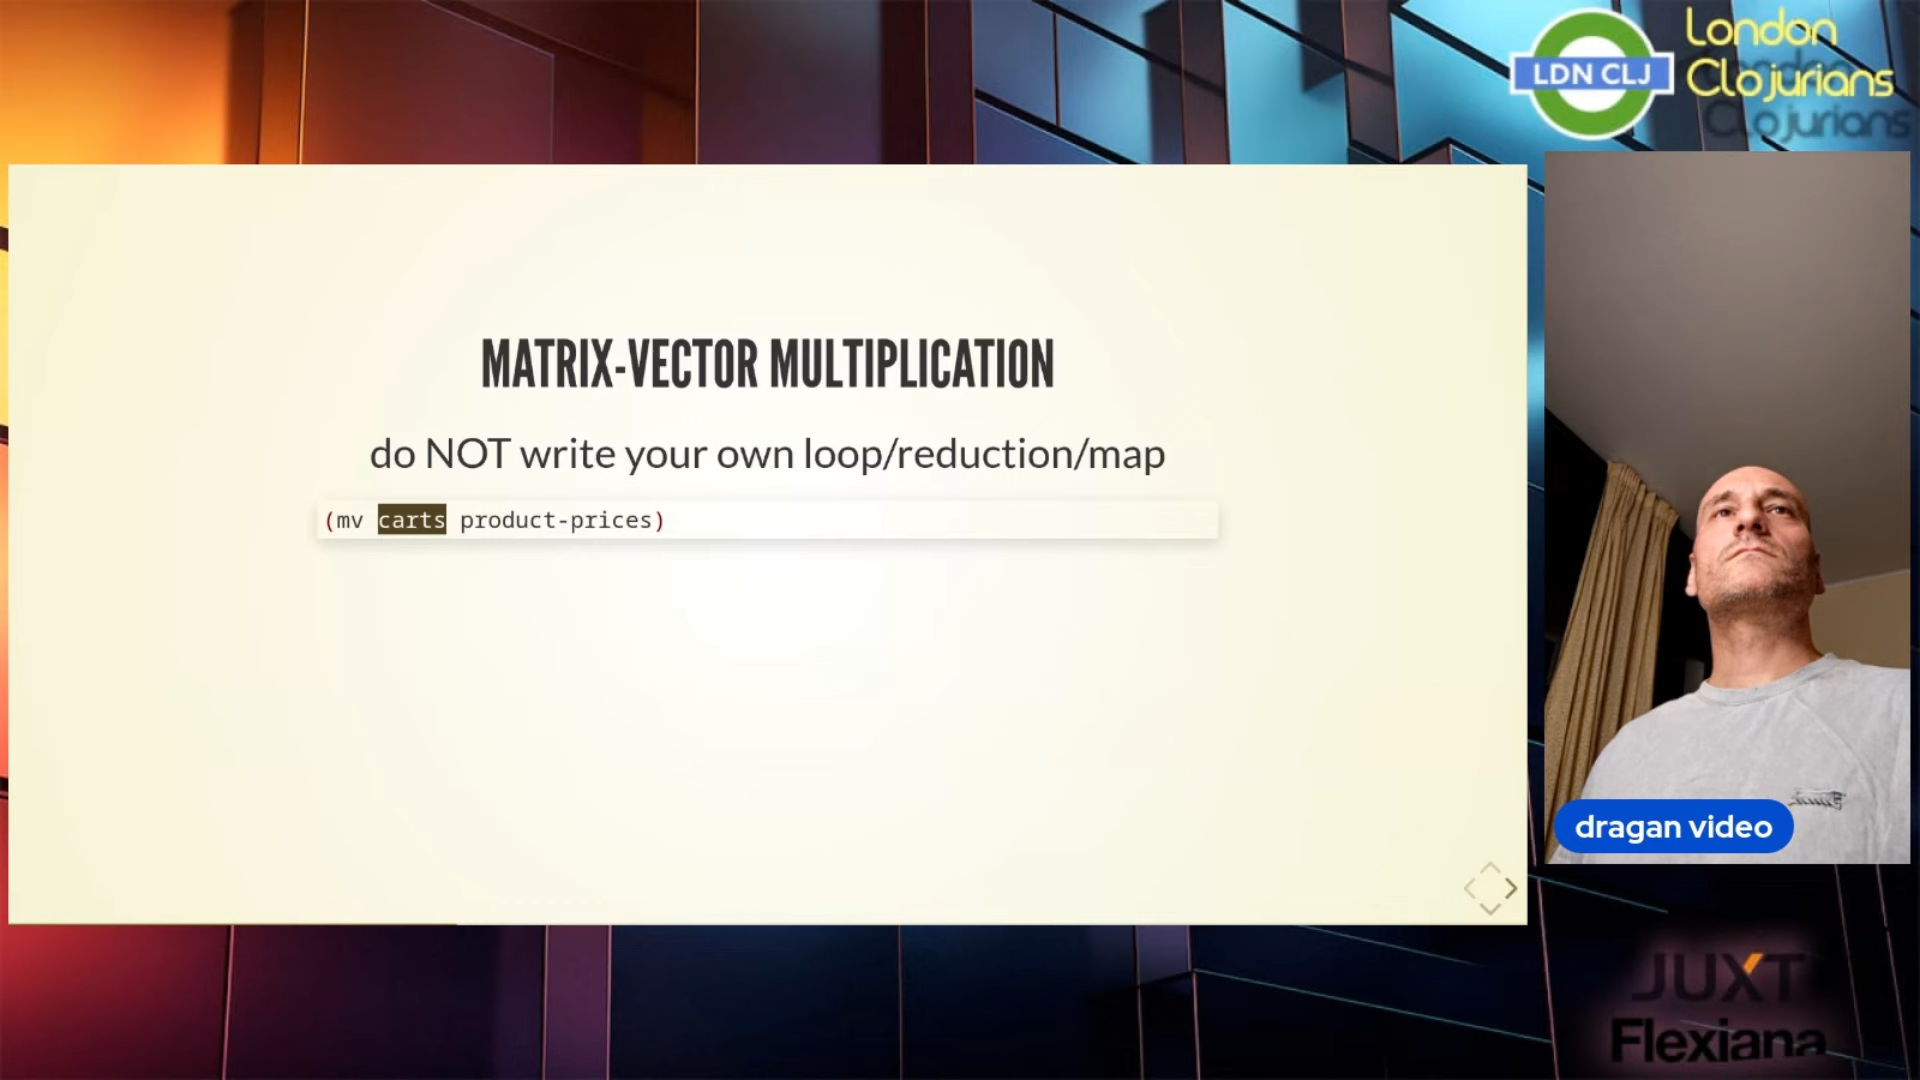 London
Clojurians
LDN CLJ
MATRIX-VECTOR MULTIPLICATION
do NOT write your own loop/reduction/map
(mv carts product-prices)
dragan video
JUXT
Flexiana